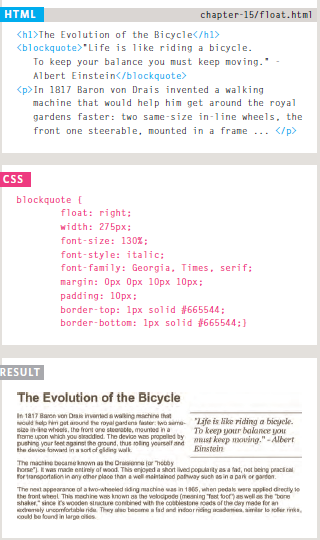 HTML
chapter-15/float.html
<h1>The Evolution of the Bicycle</h1>
<blockquote>"Life is like riding a bicycle.
To keep your balance you must keep moving." -
Albert Einstein</blockquote>
<p>In 1817 Baron von Drais invented a walking
machine that would help him get around the royal
gardens faster: two same-size in-line wheels, the
front one steerable, mounted in a frame ... </p>
CSS
blockquote {
float: right;
width: 275px;
font-size: 130%;
font-style: italic;
font-family: Georgia, Times, serif;
margin: 0px 0px 10px 10px;
padding: 10px;
border-top: 1px solid #665544;
border-bottom: 1px solid #665544;}
RESULT
The Evolution of the Bicycle
In 1817 Baron von Drais invented a walking machine that
would help him get around the royal gardens faster: two same-
size in-line wheels, the front one steerable, mounted in a
frame upon which you straddled. The device was propelled by
pushing your feet against the ground, thus rolling yourself and
the device forward in a sort of gliding walk.
"Life is like riding a bicycle.
To keep your balance you
must keep moving." - Albert
Einstein
The machine became known as the Draisienne (or "hobby
horse"). It was made entirely of wood. This enjoyed a short lived popularity as a fad, not being practical
for transportation in any other place than a well maintained pathway such as in a park or garden.
The next appearance of a two-wheeled riding machine was in 1865, when pedals were applied directly to
the front wheel. This machine was known as the velocipede (meaning "fast foot") as well as the "bone
shaker," since it's wooden structure combined with the cobblestone roads of the day made for an
extremely uncomfortable ride. They also became a fad and indoor riding academies, similar to roller rinks,
could be found in large cities.